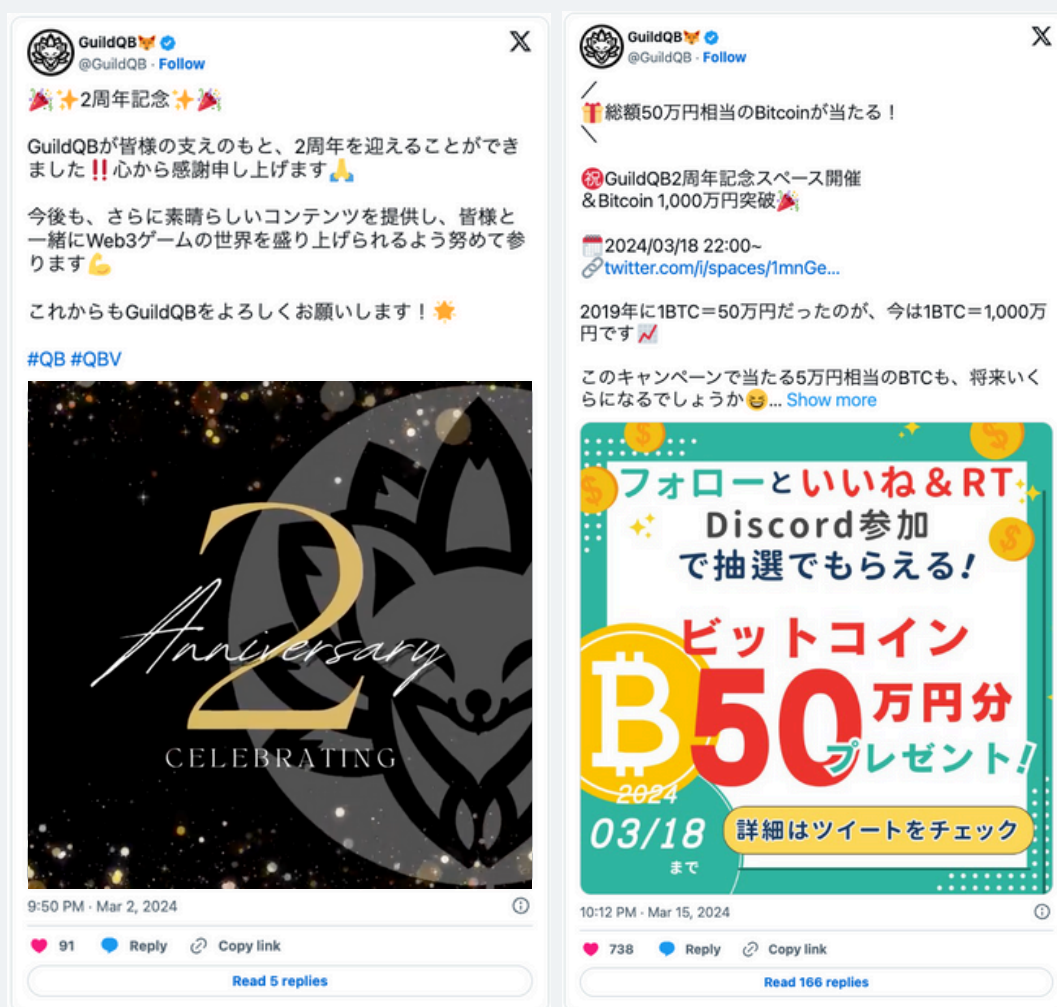 GuildQB🦊
@GuildQB · Follow
🎉✨2周年記念✨🎉
GuildQBが皆様の支えのもと、2周年を迎えることができ
ました‼️心から感謝申し上げます🙏
今後も、さらに素晴らしいコンテンツを提供し、皆様と
一緒にWeb3ゲームの世界を盛り上げられるよう努めて参
ります💪
これからもGuildQBをよろしくお願いします！🌟
#QB #QBV
2
Anniversary
CELEBRATING
9:50 PM · Mar 2, 2024
91 Reply Copy link
Read 5 replies
GuildQB🦊
@GuildQB · Follow
／
🎁総額50万円相当のBitcoinが当たる！
＼
㊗️GuildQB2周年記念スペース開催
＆Bitcoin 1,000万円突破🎉
🗓️2024/03/18 22:00~
🔗twitter.com/i/spaces/1mnGe...
2019年に1BTC＝50万円だったのが、今は1BTC＝1,000万
円です📈
このキャンペーンで当たる5万円相当のBTCも、将来いく
らになるでしょうか😆... Show more
フォローといいね＆RT
Discord参加
で抽選でもらえる!
ビットコイン
50万円分
プレゼント!
2024
03/18
まで
詳細はツイートをチェック
10:12 PM · Mar 15, 2024
738 Reply Copy link
Read 166 replies